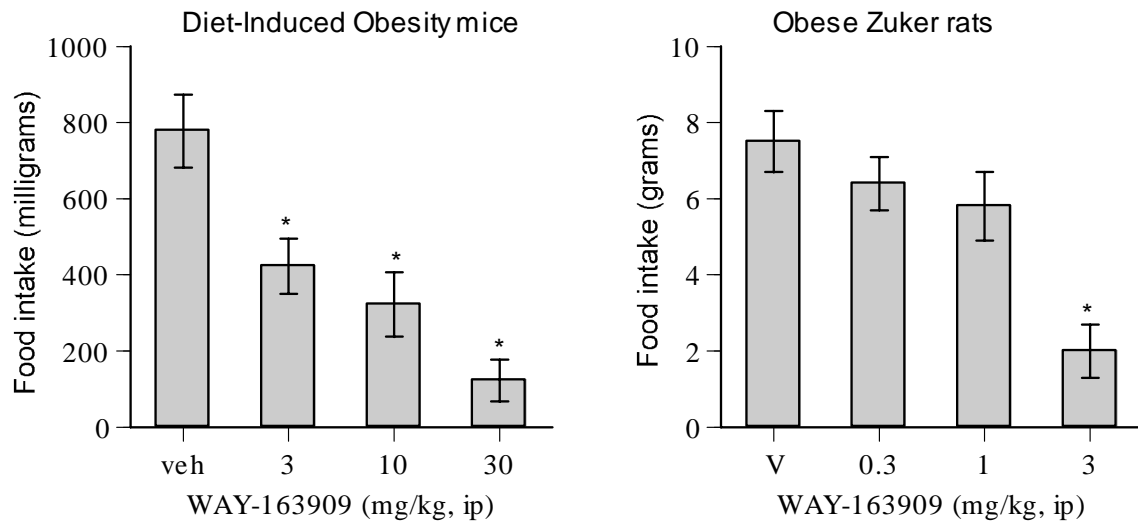 Diet-Induced Obesity mice
Food intake (milligrams)
1000
800
600
400
200
0
*
*
*
veh 3 10 30
WAY-163909 (mg/kg, ip)
Obese Zuker rats
Food intake (grams)
10
8
6
4
2
0
*
V 0.3 1 3
WAY-163909 (mg/kg, ip)